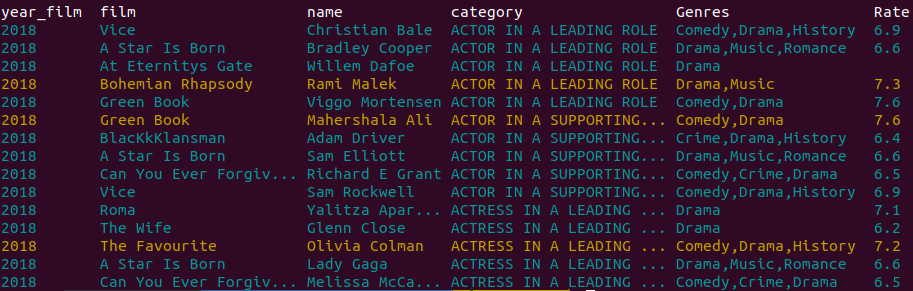 year_film film name category Genres Rate
2018 Vice Christian Bale ACTOR IN A LEADING ROLE Comedy,Drama,History 6.9
2018 A Star Is Born Bradley Cooper ACTOR IN A LEADING ROLE Drama,Music,Romance 6.6
2018 At Eternitys Gate Willem Dafoe ACTOR IN A LEADING ROLE Drama
2018 Bohemian Rhapsody Rami Malek ACTOR IN A LEADING ROLE Drama,Music 7.3
2018 Green Book Viggo Mortensen ACTOR IN A LEADING ROLE Comedy,Drama 7.6
2018 Green Book Mahershala Ali ACTOR IN A SUPPORTING... Comedy,Drama 7.6
2018 BlacKkKlansman Adam Driver ACTOR IN A SUPPORTING... Crime,Drama,History 6.4
2018 A Star Is Born Sam Elliott ACTOR IN A SUPPORTING... Drama,Music,Romance 6.6
2018 Can You Ever Forgiv... Richard E Grant ACTOR IN A SUPPORTING... Comedy,Crime,Drama 6.5
2018 Vice Sam Rockwell ACTOR IN A SUPPORTING... Comedy,Drama,History 6.9
2018 Roma Yalitza Apar... ACTRESS IN A LEADING ... Drama 7.1
2018 The Wife Glenn Close ACTRESS IN A LEADING ... Drama 6.2
2018 The Favourite Olivia Colman ACTRESS IN A LEADING ... Comedy,Drama,History 7.2
2018 A Star Is Born Lady Gaga ACTRESS IN A LEADING ... Drama,Music,Romance 6.6
2018 Can You Ever Forgiv... Melissa McCa... ACTRESS IN A LEADING ... Comedy,Crime,Drama 6.5